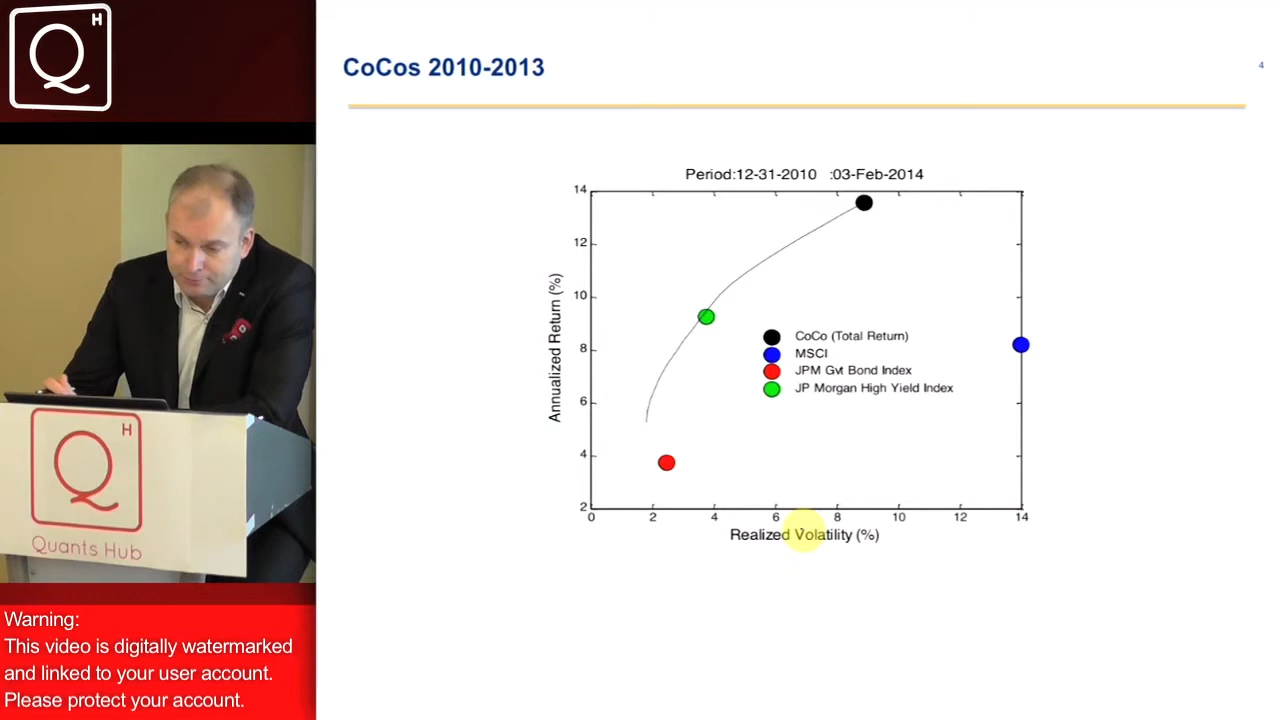 Q H
CoCos 2010-2013
4
Period:12-31-2010 :03-Feb-2014
Annualized Return (%)
14
12
10
8
6
4
2
CoCo (Total Return)
MSCI
JPM Gvt Bond Index
JP Morgan High Yield Index
0 2 4 6 8 10 12 14
Realized Volatility (%)
Q H
Quants Hub
Warning:
This video is digitally watermarked
and linked to your user account.
Please protect your account.